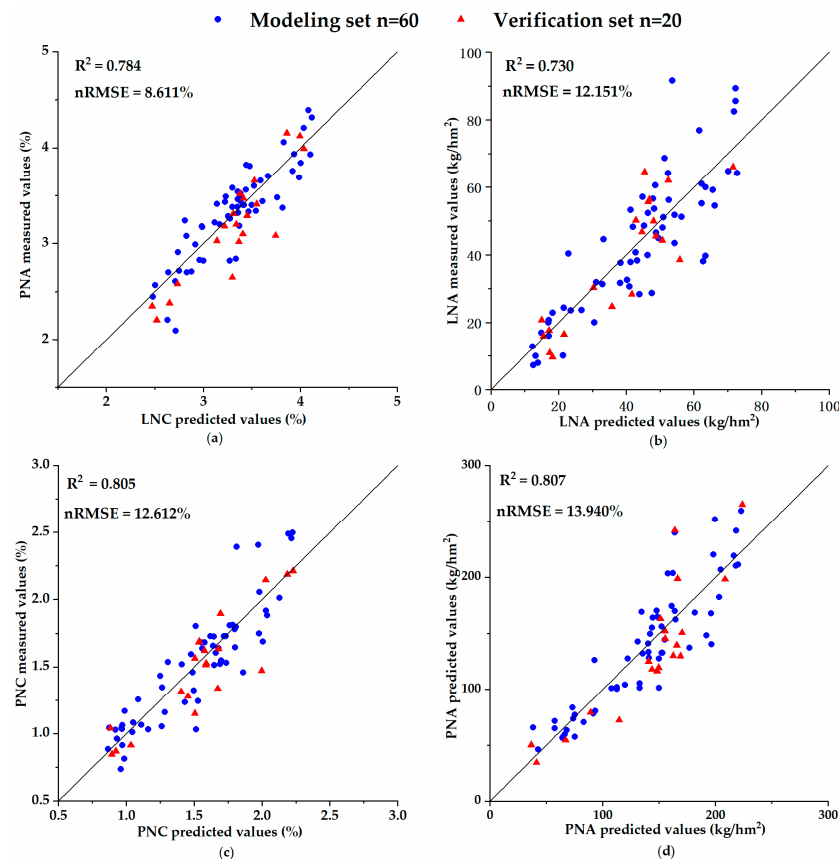 Modeling set n=60 Verification set n=20
R² = 0.784
nRMSE = 8.611%
PNA measured values (%)
5
4
3
2
2 3 4 5
LNC predicted values (%)
(a)
R² = 0.730
nRMSE = 12.151%
LNA measured values (kg/hm²)
100
80
60
40
20
0
0 20 40 60 80 100
LNA predicted values (kg/hm²)
(b)
R² = 0.805
nRMSE = 12.612%
PNC measured values (%)
3.0
2.5
2.0
1.5
1.0
0.5
0.5 1.0 1.5 2.0 2.5 3.0
PNC predicted values (%)
(c)
R² = 0.807
nRMSE = 13.940%
PNA predicted values (kg/hm²)
300
200
100
0
0 100 200 300
PNA predicted values (kg/hm²)
(d)